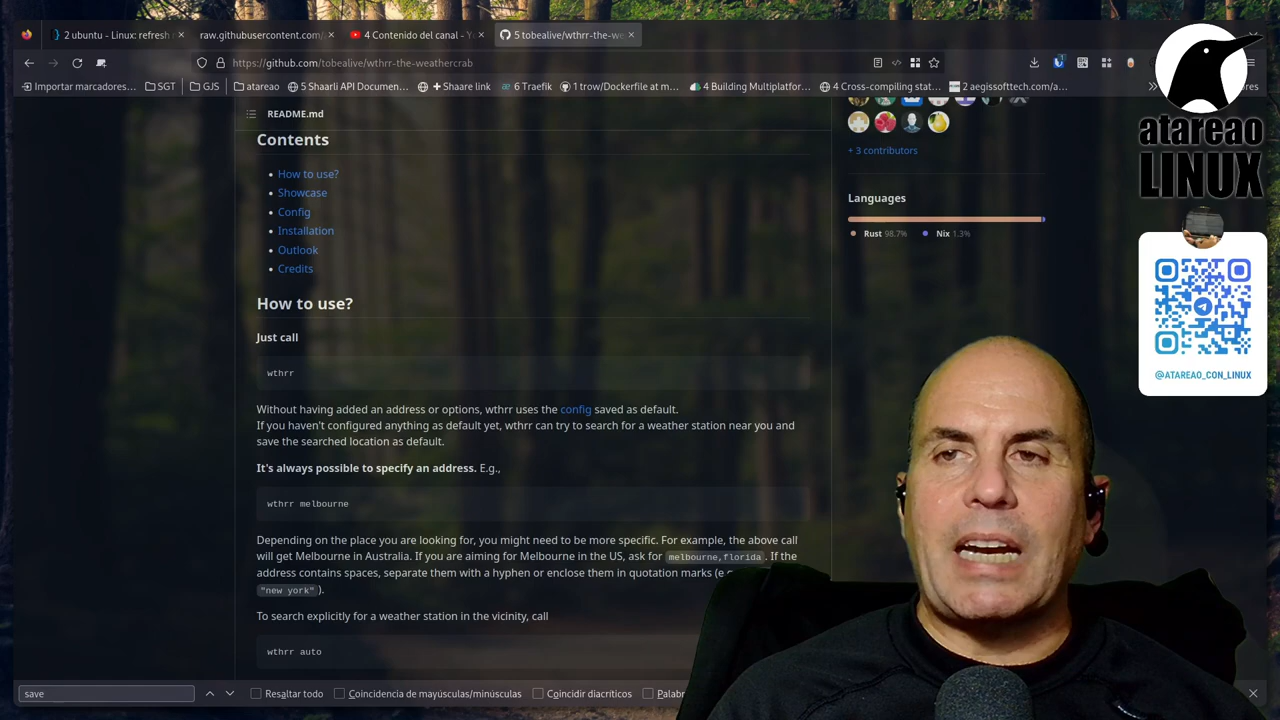 2 ubuntu - Linux: refresh
raw.githubusercontent.com/
4 Contenido del canal - Yo
5 tobealive/wthrr-the-we
https://github.com/tobealive/wthrr-the-weathercrab
Importar marcadores…
SGT
GJS
atareao
5 Shaarli API Documen…
+ Shaare link
6 Traefik
1 trow/Dockerfile at m…
4 Building Multiplatfor…
4 Cross-compiling stat…
2 aegissofttech.com/a…
README.md
Contents
How to use?
Showcase
Config
Installation
Outlook
Credits
+ 3 contributors
Languages
Rust 98.7%
Nix 1.3%
How to use?
Just call
wthrr
Without having added an address or options, wthrr uses the config saved as default.
If you haven't configured anything as default yet, wthrr can try to search for a weather station near you and
save the searched location as default.
It's always possible to specify an address. E.g.,
wthrr melbourne
Depending on the place you are looking for, you might need to be more specific. For example, the above call
will get Melbourne in Australia. If you are aiming for Melbourne in the US, ask for melbourne,florida. If the
address contains spaces, separate them with a hyphen or enclose them in quotation marks (e.g.
"new york").
To search explicitly for a weather station in the vicinity, call
wthrr auto
save
Resaltar todo
Coincidencia de mayúsculas/minúsculas
Coincidir diacríticos
Palabr
atareao
LINUX
@ATAREAO_CON_LINUX